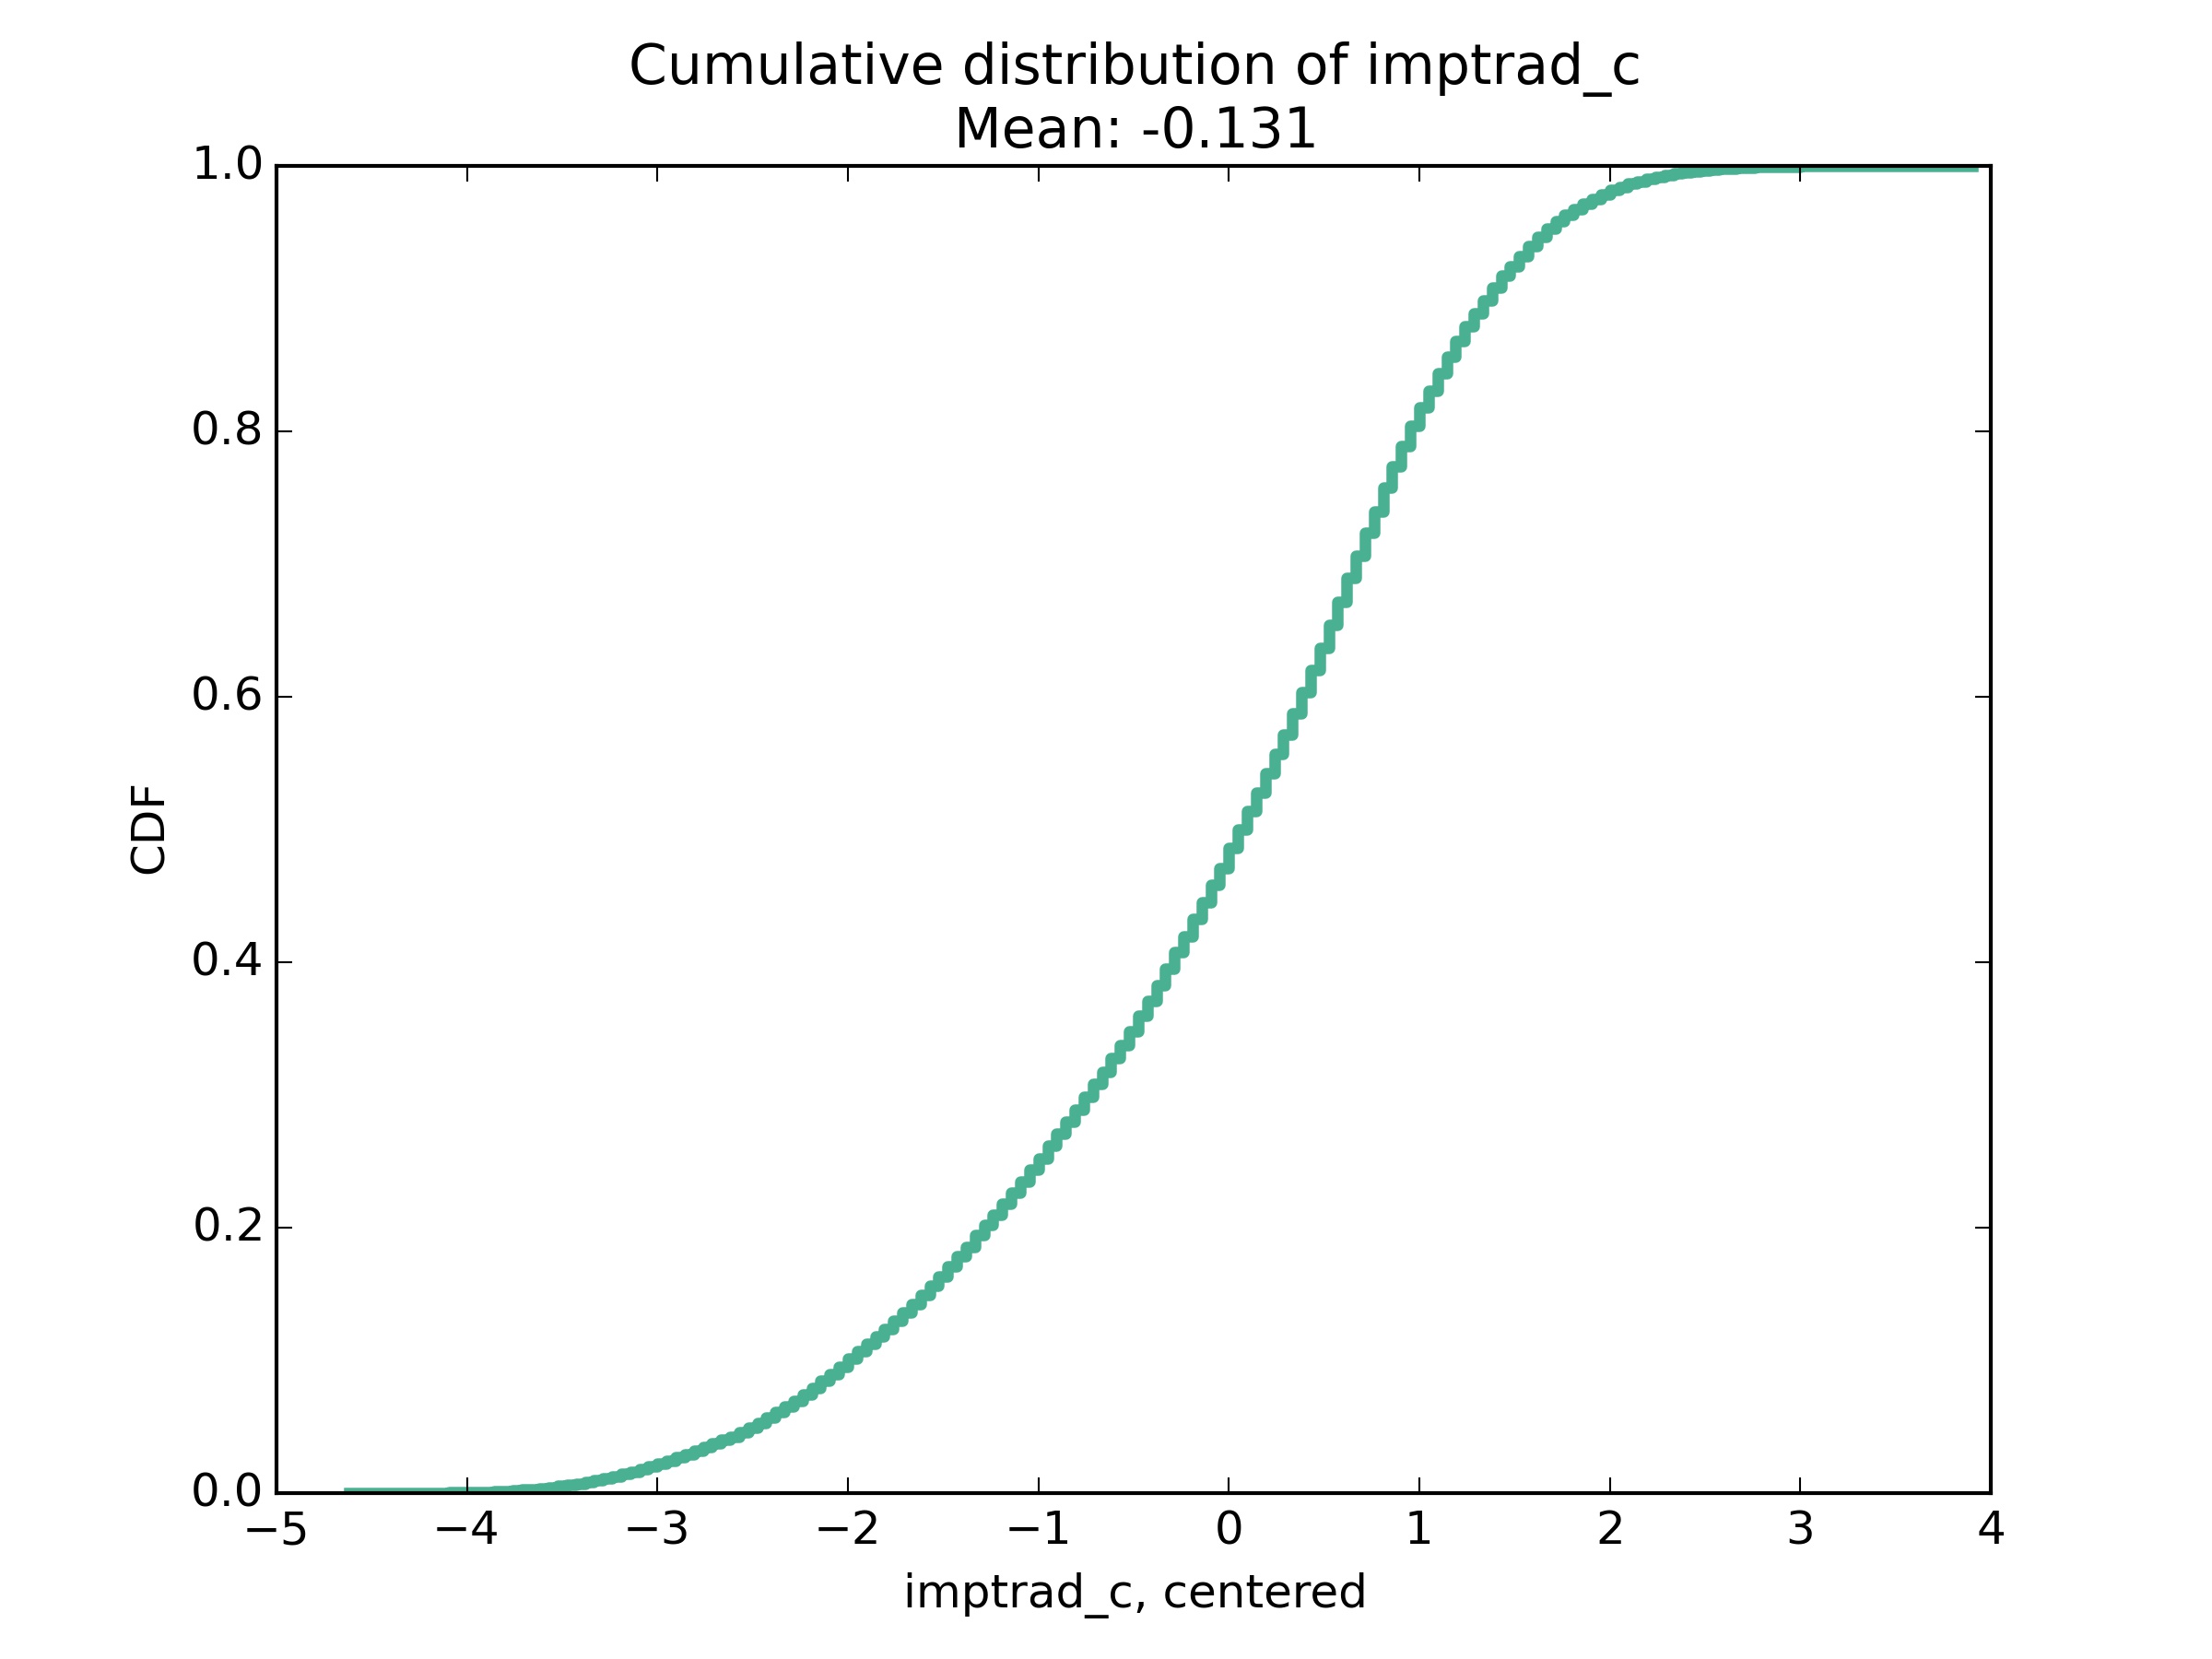 Cumulative distribution of imptrad_c
Mean: -0.131
1.0
0.8
0.6
0.4
0.2
0.0
CDF
−5 −4 −3 −2 −1 0 1 2 3 4
imptrad_c, centered